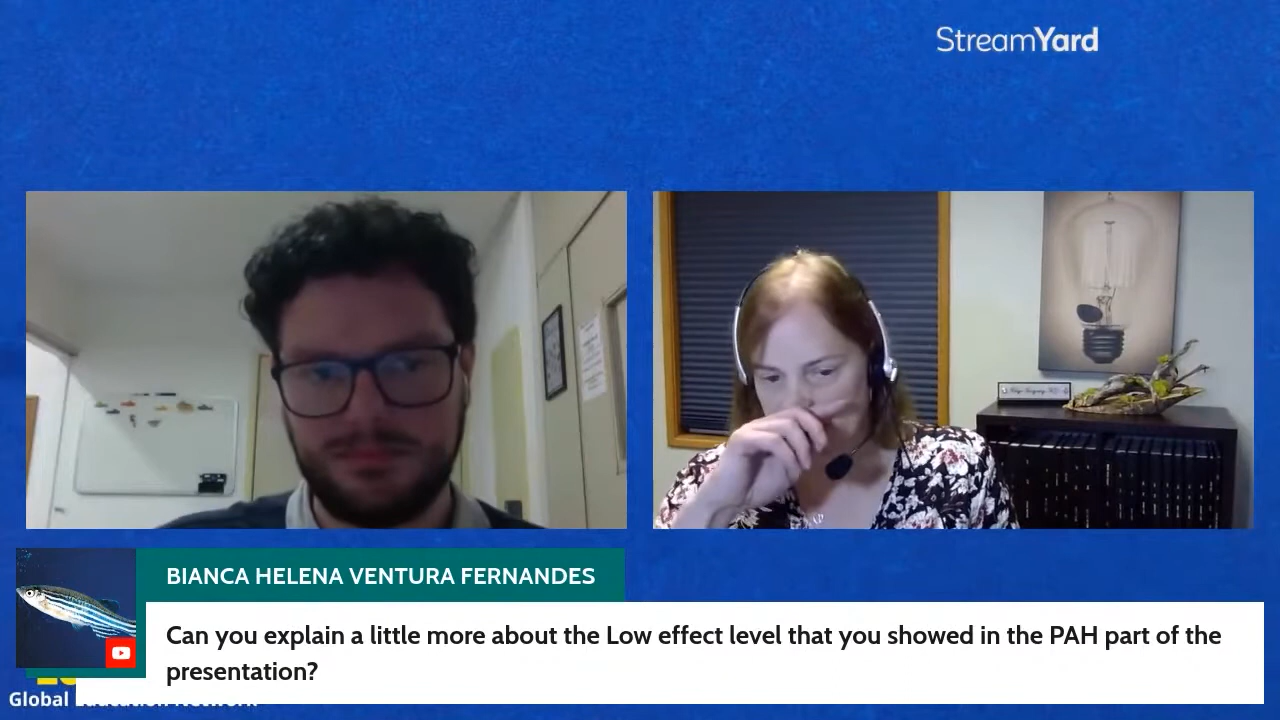 StreamYard
BIANCA HELENA VENTURA FERNANDES
Can you explain a little more about the Low effect level that you showed in the PAH part of the
presentation?
Global